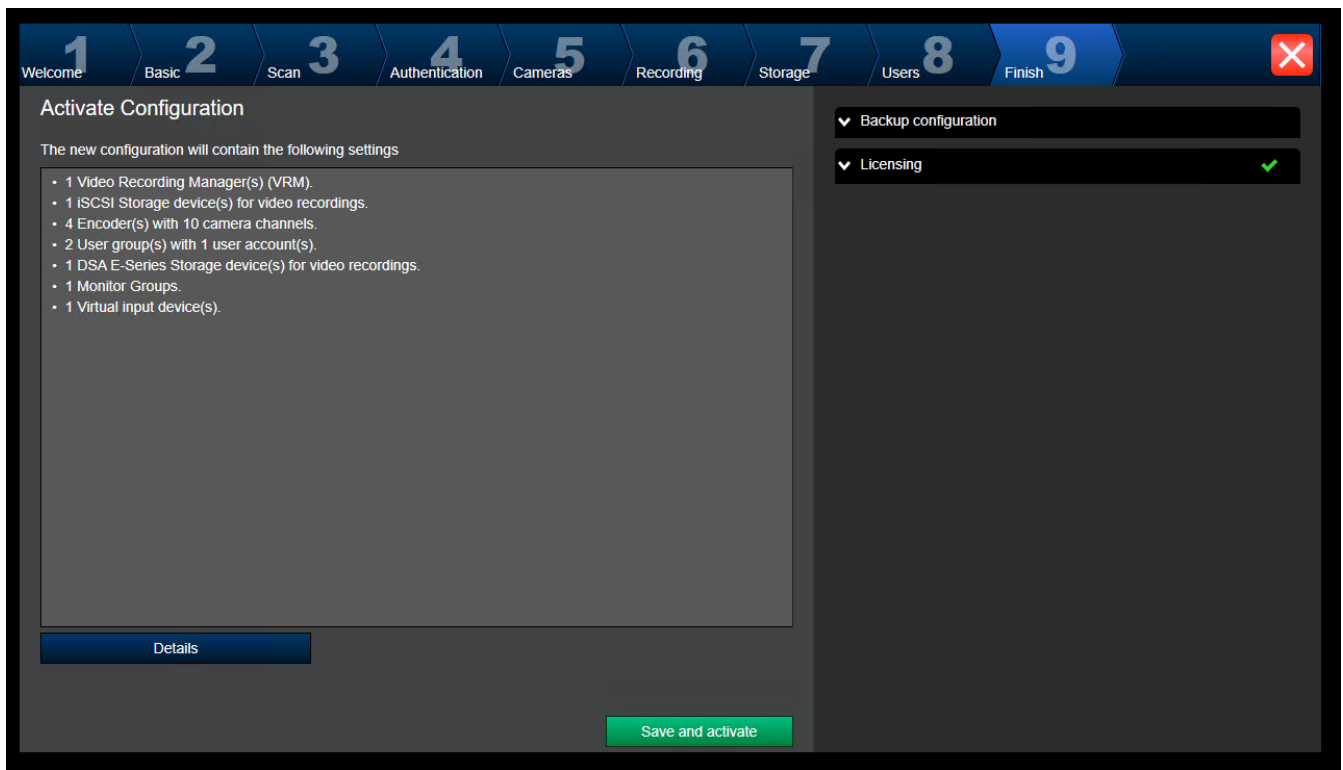 1 Welcome
2 Basic
3 Scan
4 Authentication
5 Cameras
6 Recording
7 Storage
8 Users
9 Finish
Activate Configuration
The new configuration will contain the following settings
• 1 Video Recording Manager(s) (VRM).
• 1 iSCSI Storage device(s) for video recordings.
• 4 Encoder(s) with 10 camera channels.
• 2 User group(s) with 1 user account(s).
• 1 DSA E-Series Storage device(s) for video recordings.
• 1 Monitor Groups.
• 1 Virtual input device(s).
Details
Save and activate
Backup configuration
Licensing